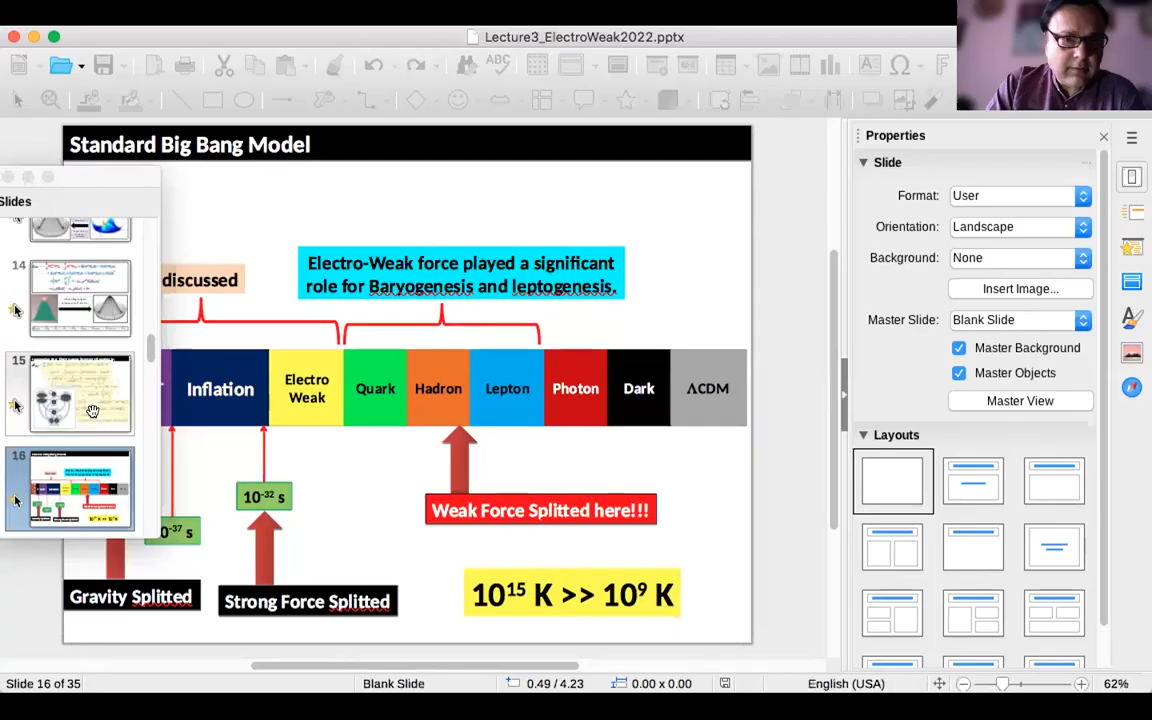 Lecture3_ElectroWeak2022.pptx
Standard Big Bang Model
Slides
14
15
16
discussed
Electro-Weak force played a significant
role for Baryogenesis and leptogenesis.
Inflation
Electro
Weak
Quark
Hadron
Lepton
Photon
Dark
ΛCDM
10⁻³² s
0⁻³⁷ s
Weak Force Splitted here!!!
Gravity Splitted
Strong Force Splitted
10¹⁵ K >> 10⁹ K
Properties
Slide
Format:
User
Orientation:
Landscape
Background:
None
Insert Image...
Master Slide:
Blank Slide
Master Background
Master Objects
Master View
Layouts
Slide 16 of 35
Blank Slide
0.49 / 4.23
0.00 x 0.00
English (USA)
62%